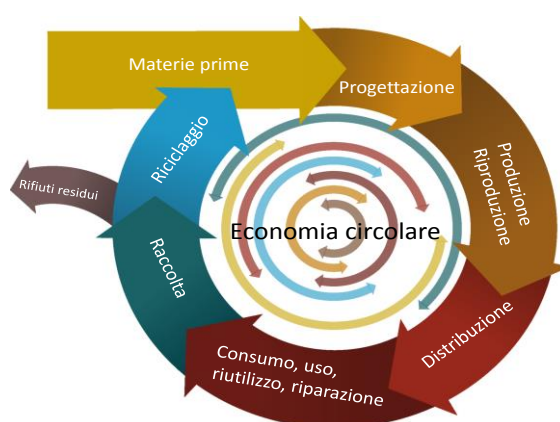 Materie prime
Progettazione
Produzione
Riproduzione
Distribuzione
Consumo, uso,
riutilizzo, riparazione
Raccolta
Riciclaggio
Rifiuti residui
Economia circolare